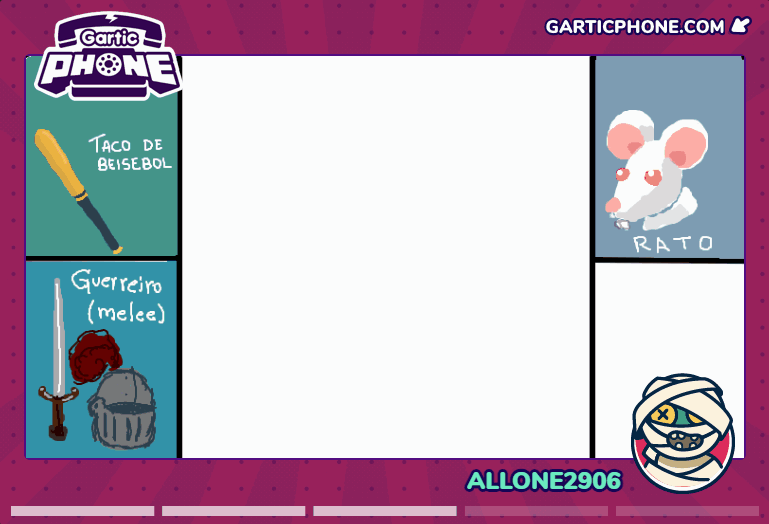 Gartic
PHONE
GARTICPHONE.COM
TACO DE
BEISEBOL
Guerreiro
(melee)
RATO
ALLONE2906